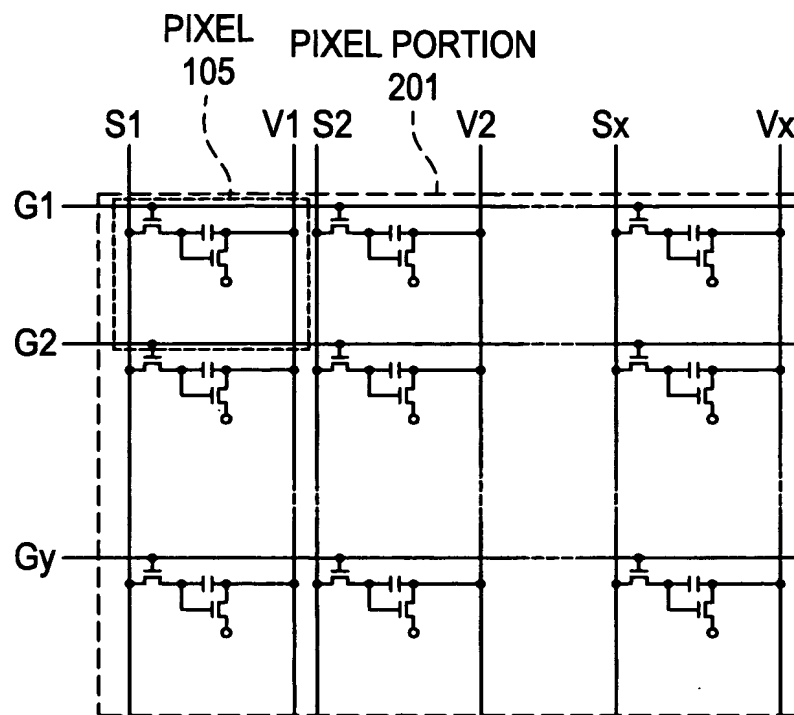 PIXEL
105
PIXEL PORTION
201
S1 V1 S2 V2 Sx Vx
G1
G2
Gy